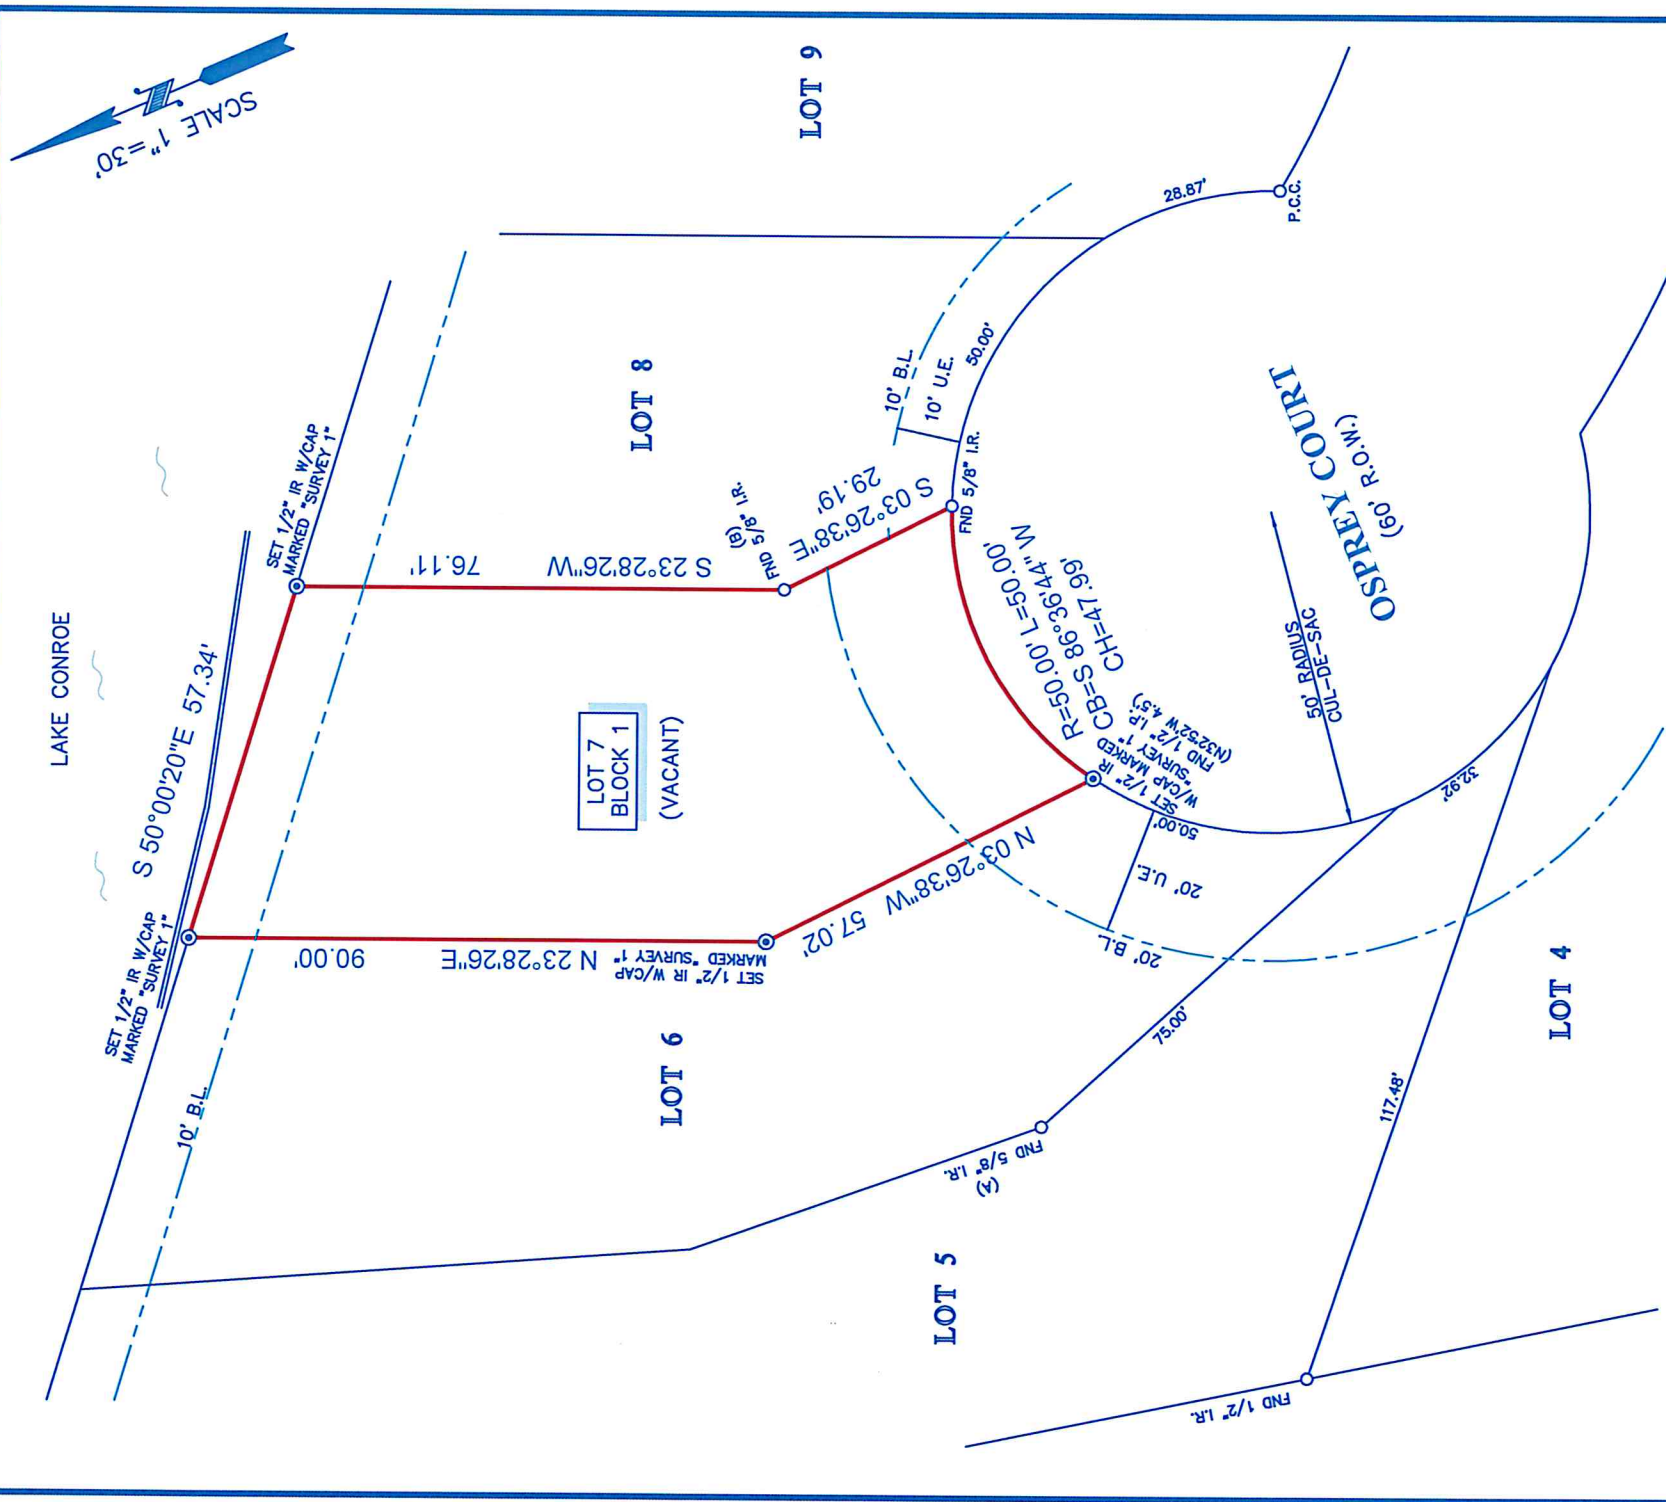 SCALE 1"=30'
LAKE CONROE
S 50°00'20"E 57.34'
SET 1/2" IR W/CAP
MARKED "SURVEY 1"
SET 1/2" IR W/CAP
MARKED "SURVEY 1"
10' B.L.
LOT 9
LOT 8
S 23°28'26"W 76.11'
(B)
FND 5/8" I.R.
S 03°26'38"E
29.19'
10' B.L.
10' U.E.
50.00'
28.87'
P.C.C.
FND 5/8" I.R.
LOT 7
BLOCK 1
(VACANT)
R=50.00' L=50.00'
CB=S 86°36'44" W
CH=47.99'
SET 1/2" IR
W/CAP MARKED
"SURVEY 1"
FND 1/2" I.P.
(N32°52'W 4.5')
N 23°28'26"E 90.00'
SET 1/2" IR W/CAP
MARKED "SURVEY 1"
N 03°26'38"W 57.02'
OSPREY COURT
(60' R.O.W.)
50' RADIUS
CUL-DE-SAC
50.00'
20' U.E.
20' B.L.
32.92'
LOT 6
75.00'
FND 5/8" I.R.
(A)
LOT 5
117.48'
LOT 4
FND 1/2" I.R.